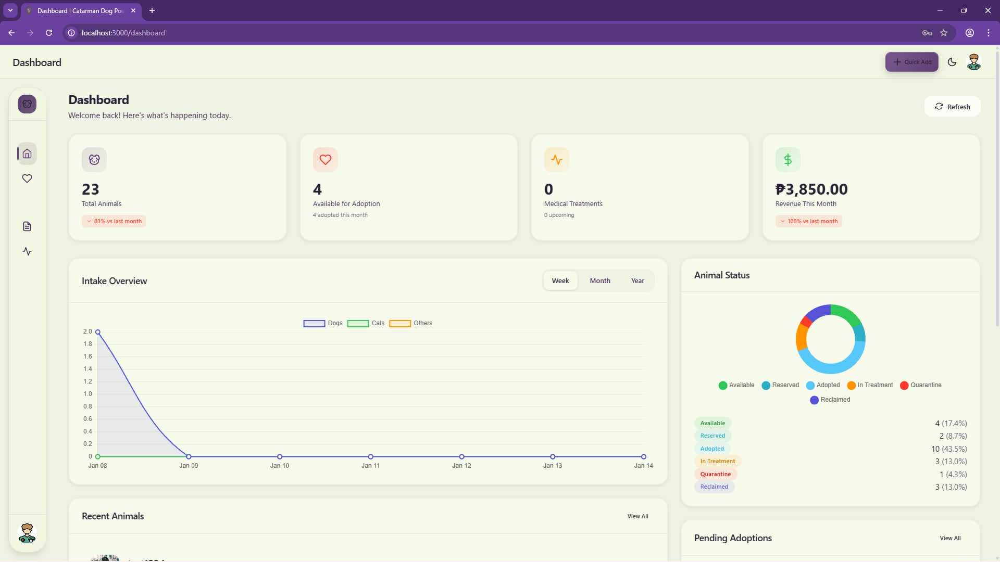 Dashboard | Catarman Dog Pou
localhost:3000/dashboard
Dashboard
Quick Add
Dashboard
Welcome back! Here's what's happening today.
Refresh
23
Total Animals
83% vs last month
4
Available for Adoption
4 adopted this month
0
Medical Treatments
0 upcoming
₱3,850.00
Revenue This Month
100% vs last month
Intake Overview
Week Month Year
Dogs Cats Others
2.0
1.8
1.6
1.4
1.2
1.0
0.8
0.6
0.4
0.2
0
Jan 08 Jan 09 Jan 10 Jan 11 Jan 12 Jan 13 Jan 14
Animal Status
Available Reserved Adopted In Treatment Quarantine
Reclaimed
Available 4 (17.4%)
Reserved 2 (8.7%)
Adopted 10 (43.5%)
In Treatment 3 (13.0%)
Quarantine 1 (4.3%)
Reclaimed 3 (13.0%)
Recent Animals
View All
Pending Adoptions
View All